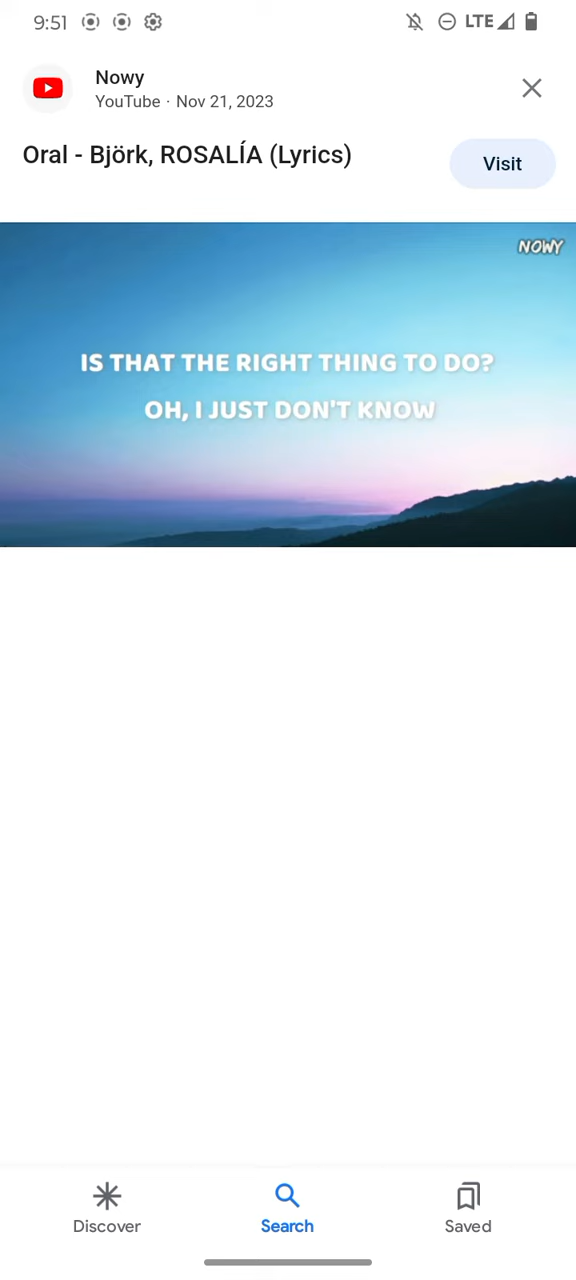 9:51
LTE
Nowy
YouTube · Nov 21, 2023
Oral - Björk, ROSALÍA (Lyrics)
Visit
NOWY
IS THAT THE RIGHT THING TO DO?
OH, I JUST DON'T KNOW
Discover
Search
Saved